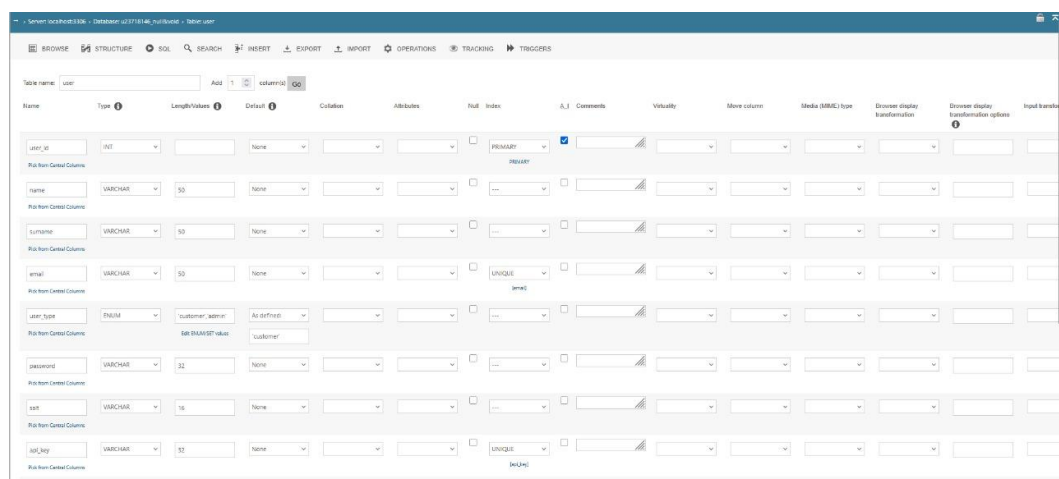 Server: localhost:3306 » Database: u23718146_null&void » Table: user
BROWSE STRUCTURE SQL SEARCH INSERT EXPORT IMPORT OPERATIONS TRACKING TRIGGERS
Table name: user Add 1 column(s) Go
Name Type Length/Values Default Collation Attributes Null Index A_I Comments Virtuality Move column Media (MIME) type Browser display transformation Browser display transformation options Input transfor
user_id INT None PRIMARY
Pick from Central Columns PRIMARY
name VARCHAR 50 None ---
Pick from Central Columns
surname VARCHAR 50 None ---
Pick from Central Columns
email VARCHAR 50 None UNIQUE
Pick from Central Columns [email]
user_type ENUM 'customer','admin' As defined: ---
Pick from Central Columns Edit ENUM/SET values 'customer'
password VARCHAR 32 None ---
Pick from Central Columns
salt VARCHAR 16 None ---
Pick from Central Columns
api_key VARCHAR 32 None UNIQUE
Pick from Central Columns [api_key]